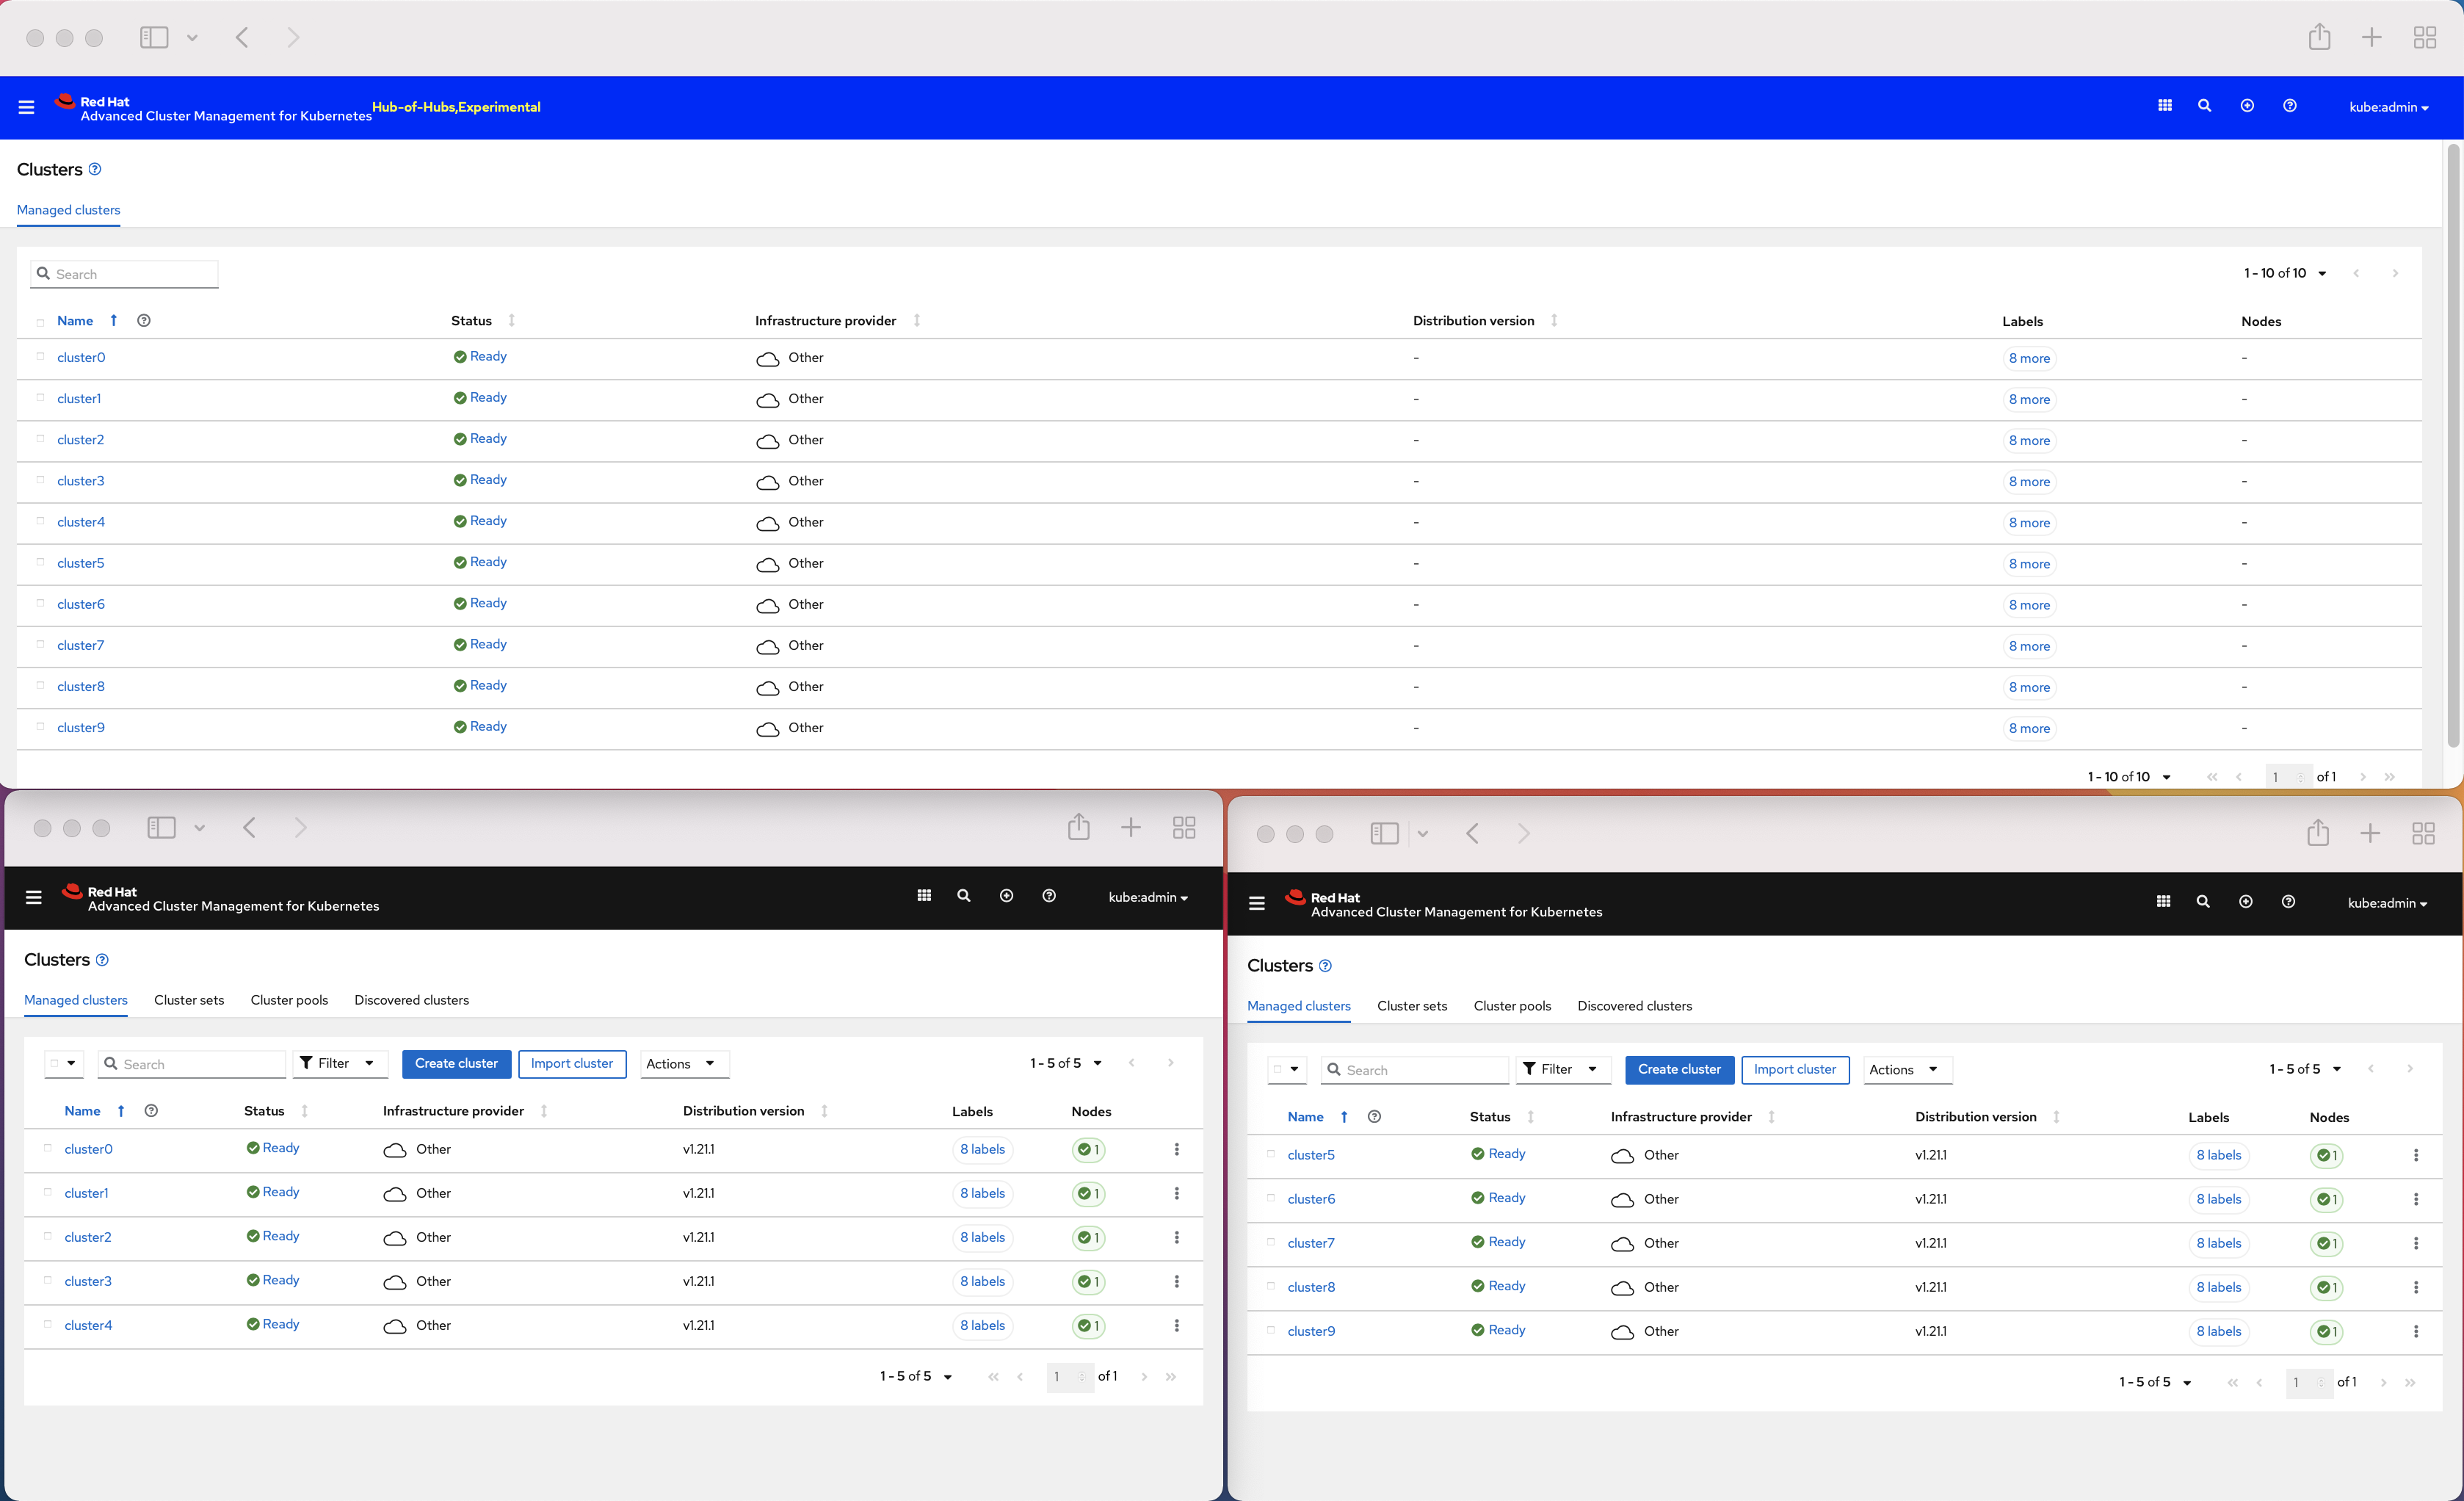 Red Hat
Advanced Cluster Management for Kubernetes Hub-of-Hubs,Experimental kube:admin
Clusters
Managed clusters
Search 1 - 10 of 10
Name Status Infrastructure provider Distribution version Labels Nodes
cluster0 Ready Other - 8 more -
cluster1 Ready Other - 8 more -
cluster2 Ready Other - 8 more -
cluster3 Ready Other - 8 more -
cluster4 Ready Other - 8 more -
cluster5 Ready Other - 8 more -
cluster6 Ready Other - 8 more -
cluster7 Ready Other - 8 more -
cluster8 Ready Other - 8 more -
cluster9 Ready Other - 8 more -
1 - 10 of 10 1 of 1
Red Hat
Advanced Cluster Management for Kubernetes kube:admin
Clusters
Managed clusters Cluster sets Cluster pools Discovered clusters
Search Filter Create cluster Import cluster Actions 1 - 5 of 5
Name Status Infrastructure provider Distribution version Labels Nodes
cluster0 Ready Other v1.21.1 8 labels 1
cluster1 Ready Other v1.21.1 8 labels 1
cluster2 Ready Other v1.21.1 8 labels 1
cluster3 Ready Other v1.21.1 8 labels 1
cluster4 Ready Other v1.21.1 8 labels 1
1 - 5 of 5 1 of 1
Red Hat
Advanced Cluster Management for Kubernetes kube:admin
Clusters
Managed clusters Cluster sets Cluster pools Discovered clusters
Search Filter Create cluster Import cluster Actions 1 - 5 of 5
Name Status Infrastructure provider Distribution version Labels Nodes
cluster5 Ready Other v1.21.1 8 labels 1
cluster6 Ready Other v1.21.1 8 labels 1
cluster7 Ready Other v1.21.1 8 labels 1
cluster8 Ready Other v1.21.1 8 labels 1
cluster9 Ready Other v1.21.1 8 labels 1
1 - 5 of 5 1 of 1